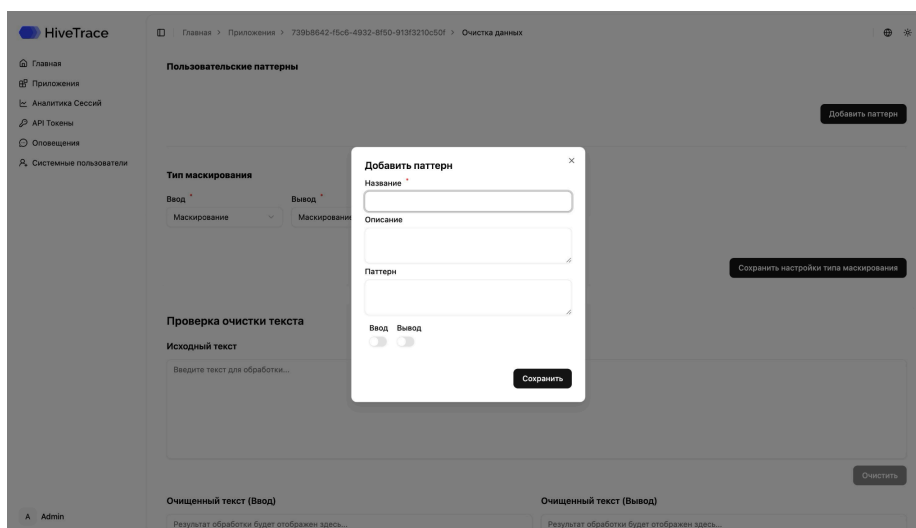 HiveTrace
Главная > Приложения > 739b8642-f5c6-4932-8f50-913f3210c50f > Очистка данных
Главная
Приложения
Аналитика Сессий
API Токены
Оповещения
Системные пользователи
Пользовательские паттерны
Добавить паттерн
Тип маскирования
Ввод *
Вывод *
Маскирование
Маскирование
Сохранить настройки типа маскирования
Добавить паттерн
Название *
Описание
Паттерн
Ввод Вывод
Сохранить
Проверка очистки текста
Исходный текст
Введите текст для обработки...
Очистить
Очищенный текст (Ввод)
Очищенный текст (Вывод)
Результат обработки будет отображен здесь...
Результат обработки будет отображен здесь...
A Admin